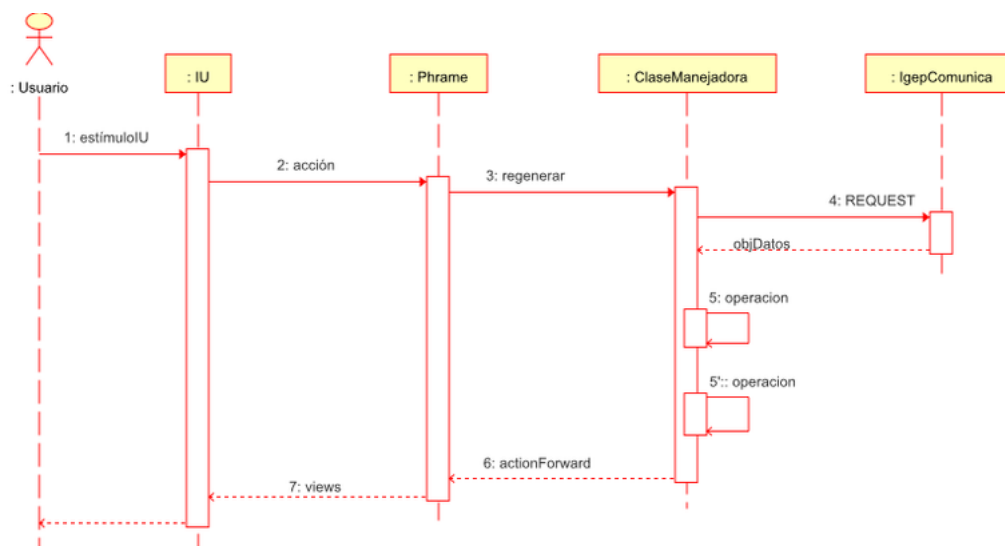 : Usuario
: IU
: Phrame
: ClaseManejadora
: IgepComunica
1: estímuloIU
2: acción
3: regenerar
4: REQUEST
objDatos
5: operacion
5':: operacion
6: actionForward
7: views